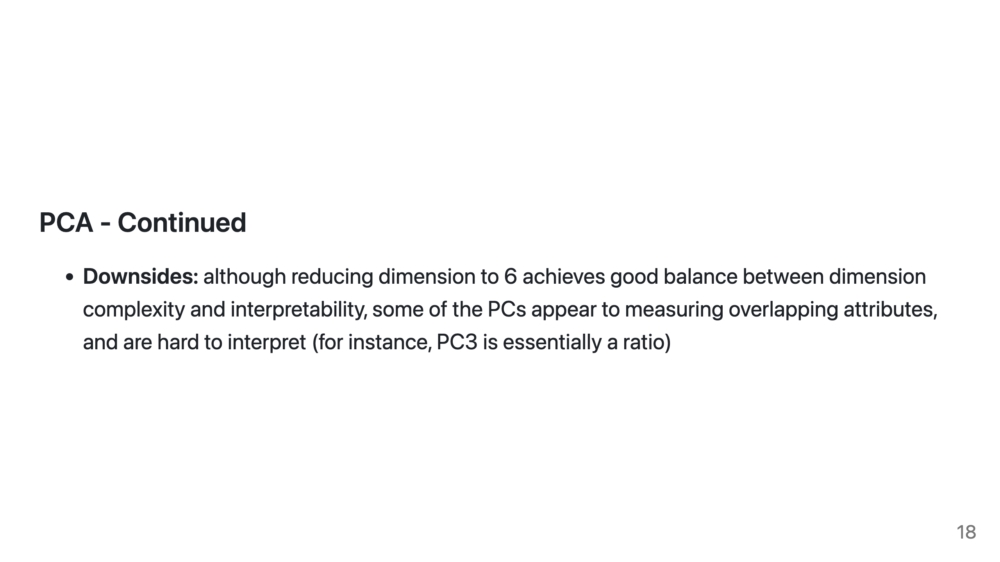 PCA - Continued
• Downsides: although reducing dimension to 6 achieves good balance between dimension
complexity and interpretability, some of the PCs appear to measuring overlapping attributes,
and are hard to interpret (for instance, PC3 is essentially a ratio)
18